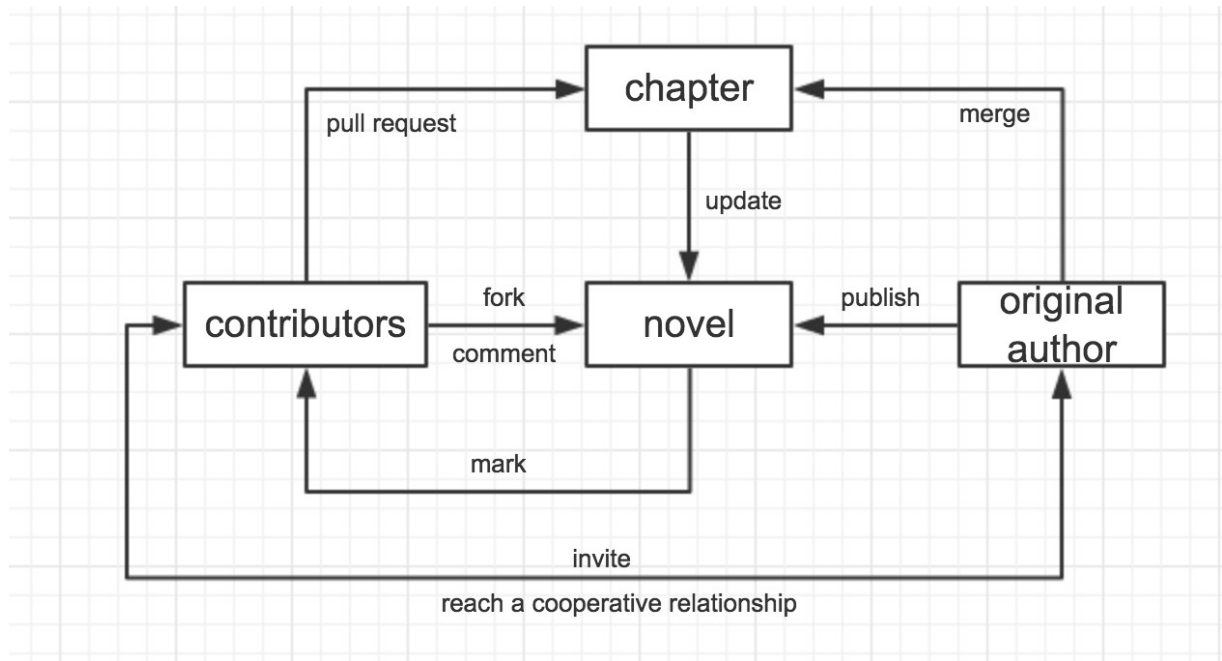 chapter
pull request
merge
update
contributors
fork
comment
novel
publish
original
author
mark
invite
reach a cooperative relationship